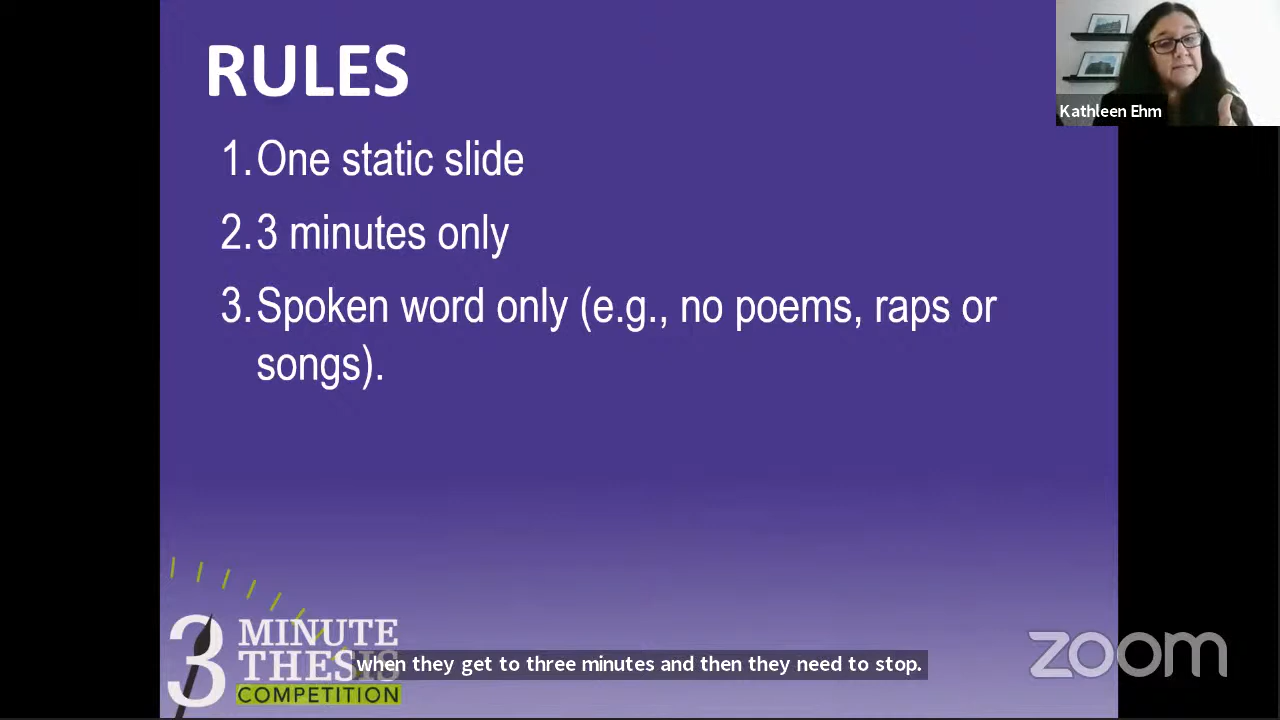 RULES
Kathleen Ehm
1. One static slide
2. 3 minutes only
3. Spoken word only (e.g., no poems, raps or
songs).
3 MINUTE
THESIS
COMPETITION
when they get to three minutes and then they need to stop.
zoom